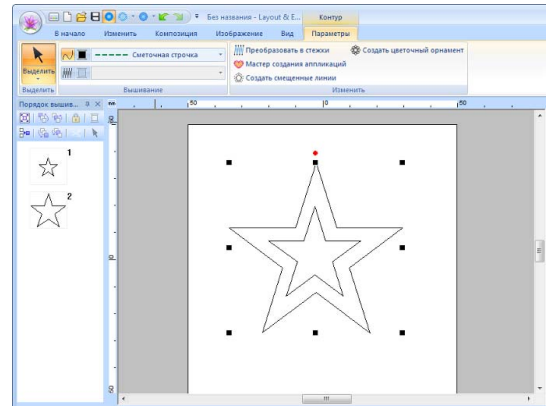 Без названия - Layout & E...
Контур
В начало Изменить Композиция Изображение Вид Параметры
Выделить
Сметочная строчка
Преобразовать в стежки
Создать цветочный орнамент
Мастер создания аппликаций
Создать смещенные линии
Выделить Вышивание Изменить
Порядок вышив...
мм
50 0 50
1
2